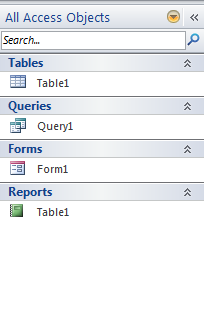 All Access Objects
Search...
Tables
Table1
Queries
Query1
Forms
Form1
Reports
Table1